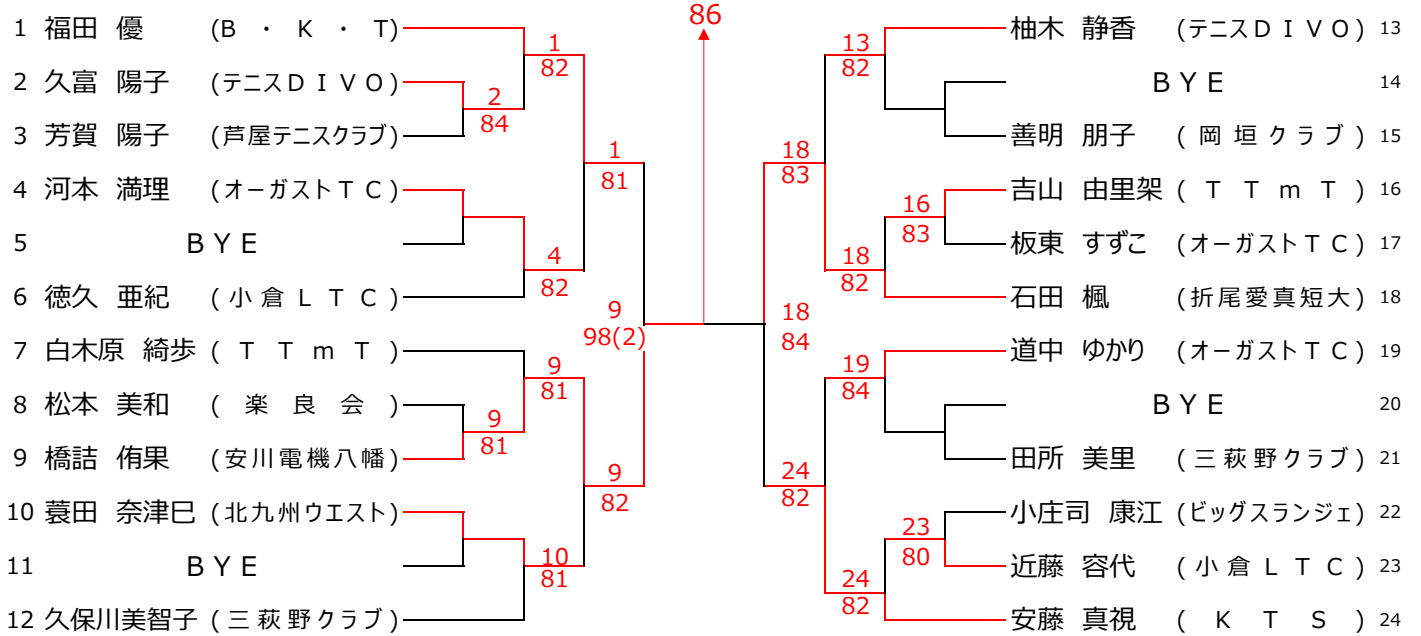 86
1 福田 優 (B ・ K ・ T)
2 久富 陽子 (テニスＤＩＶＯ)
3 芳賀 陽子 (芦屋テニスクラブ)
4 河本 満理 (オーガストＴＣ)
5 BYE
6 徳久 亜紀 (小倉ＬＴＣ)
7 白木原 綺歩 (ＴＴｍＴ)
8 松本 美和 (楽良会)
9 橋詰 侑果 (安川電機八幡)
10 蓑田 奈津巳 (北九州ウエスト)
11 BYE
12 久保川美智子 (三萩野クラブ)
2
84
9
81
1
82
4
82
9
81
10
81
1
81
9
82
9
98(2)
18
84
18
83
24
82
13
82
18
82
19
84
24
82
16
83
23
80
柚木 静香 (テニスＤＩＶＯ) 13
BYE 14
善明 朋子 (岡垣クラブ) 15
吉山 由里架 (ＴＴｍＴ) 16
板東 すずこ (オーガストＴＣ) 17
石田 楓 (折尾愛真短大) 18
道中 ゆかり (オーガストＴＣ) 19
BYE 20
田所 美里 (三萩野クラブ) 21
小庄司 康江 (ビッグスランジェ) 22
近藤 容代 (小倉ＬＴＣ) 23
安藤 真視 (ＫＴＳ) 24